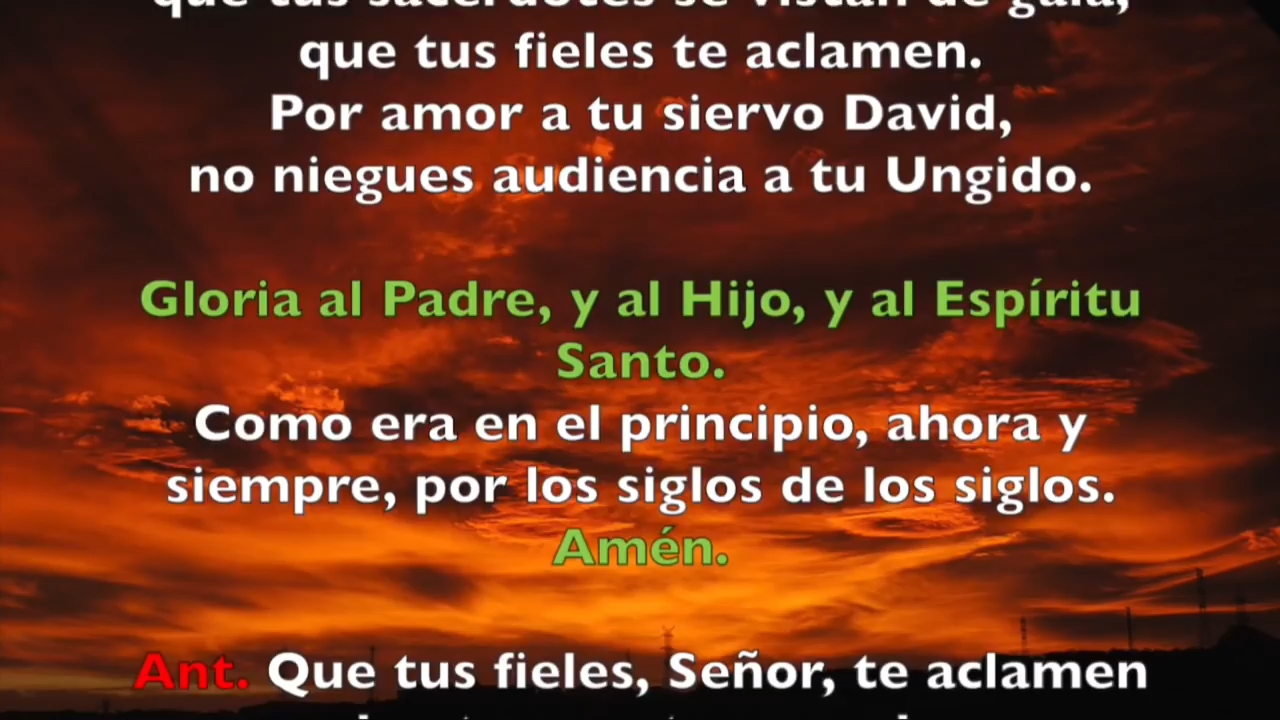 que tus sacerdotes se vistan de gala,
que tus fieles te aclamen.
Por amor a tu siervo David,
no niegues audiencia a tu Ungido.
Gloria al Padre, y al Hijo, y al Espíritu
Santo.
Como era en el principio, ahora y
siempre, por los siglos de los siglos.
Amén.
Ant. Que tus fieles, Señor, te aclamen